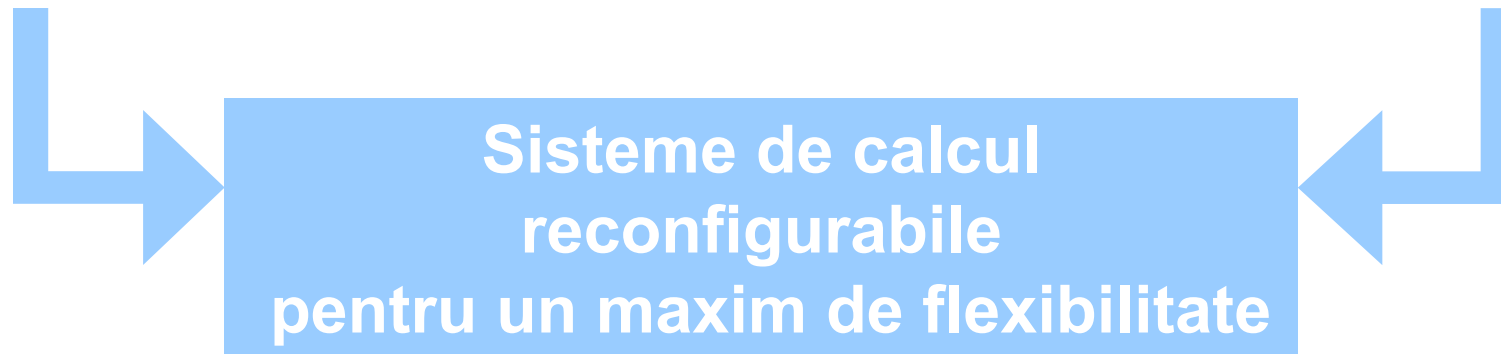 Sisteme de calcul
reconfigurabile
pentru un maxim de flexibilitate